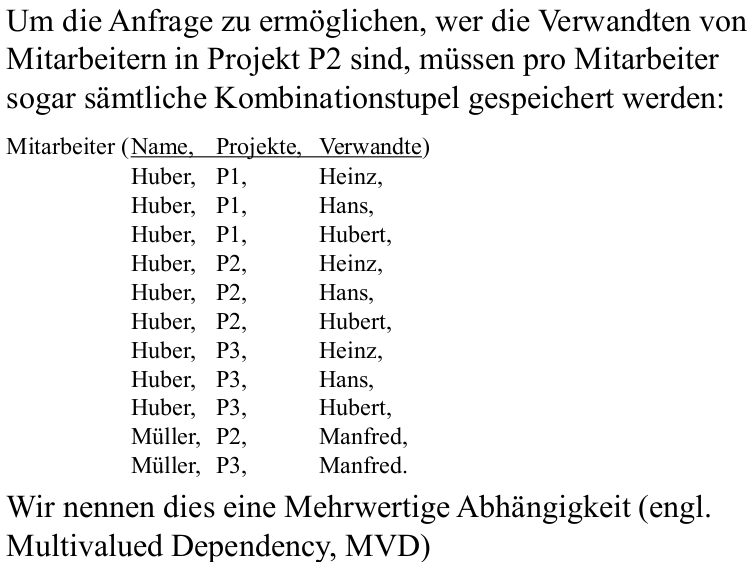 Um die Anfrage zu ermöglichen, wer die Verwandten von
Mitarbeitern in Projekt P2 sind, müssen pro Mitarbeiter
sogar sämtliche Kombinationstupel gespeichert werden:
Mitarbeiter (Name, Projekte, Verwandte)
Huber, P1, Heinz,
Huber, P1, Hans,
Huber, P1, Hubert,
Huber, P2, Heinz,
Huber, P2, Hans,
Huber, P2, Hubert,
Huber, P3, Heinz,
Huber, P3, Hans,
Huber, P3, Hubert,
Müller, P2, Manfred,
Müller, P3, Manfred.
Wir nennen dies eine Mehrwertige Abhängigkeit (engl.
Multivalued Dependency, MVD)